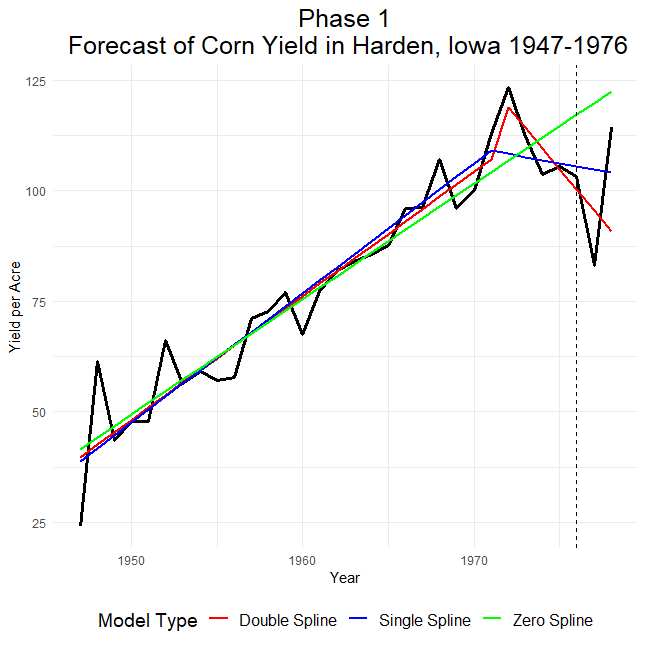 Phase 1
Forecast of Corn Yield in Harden, Iowa 1947-1976
125
100
75
50
25
Yield per Acre
1950
1960
1970
Year
Model Type
Double Spline
Single Spline
Zero Spline